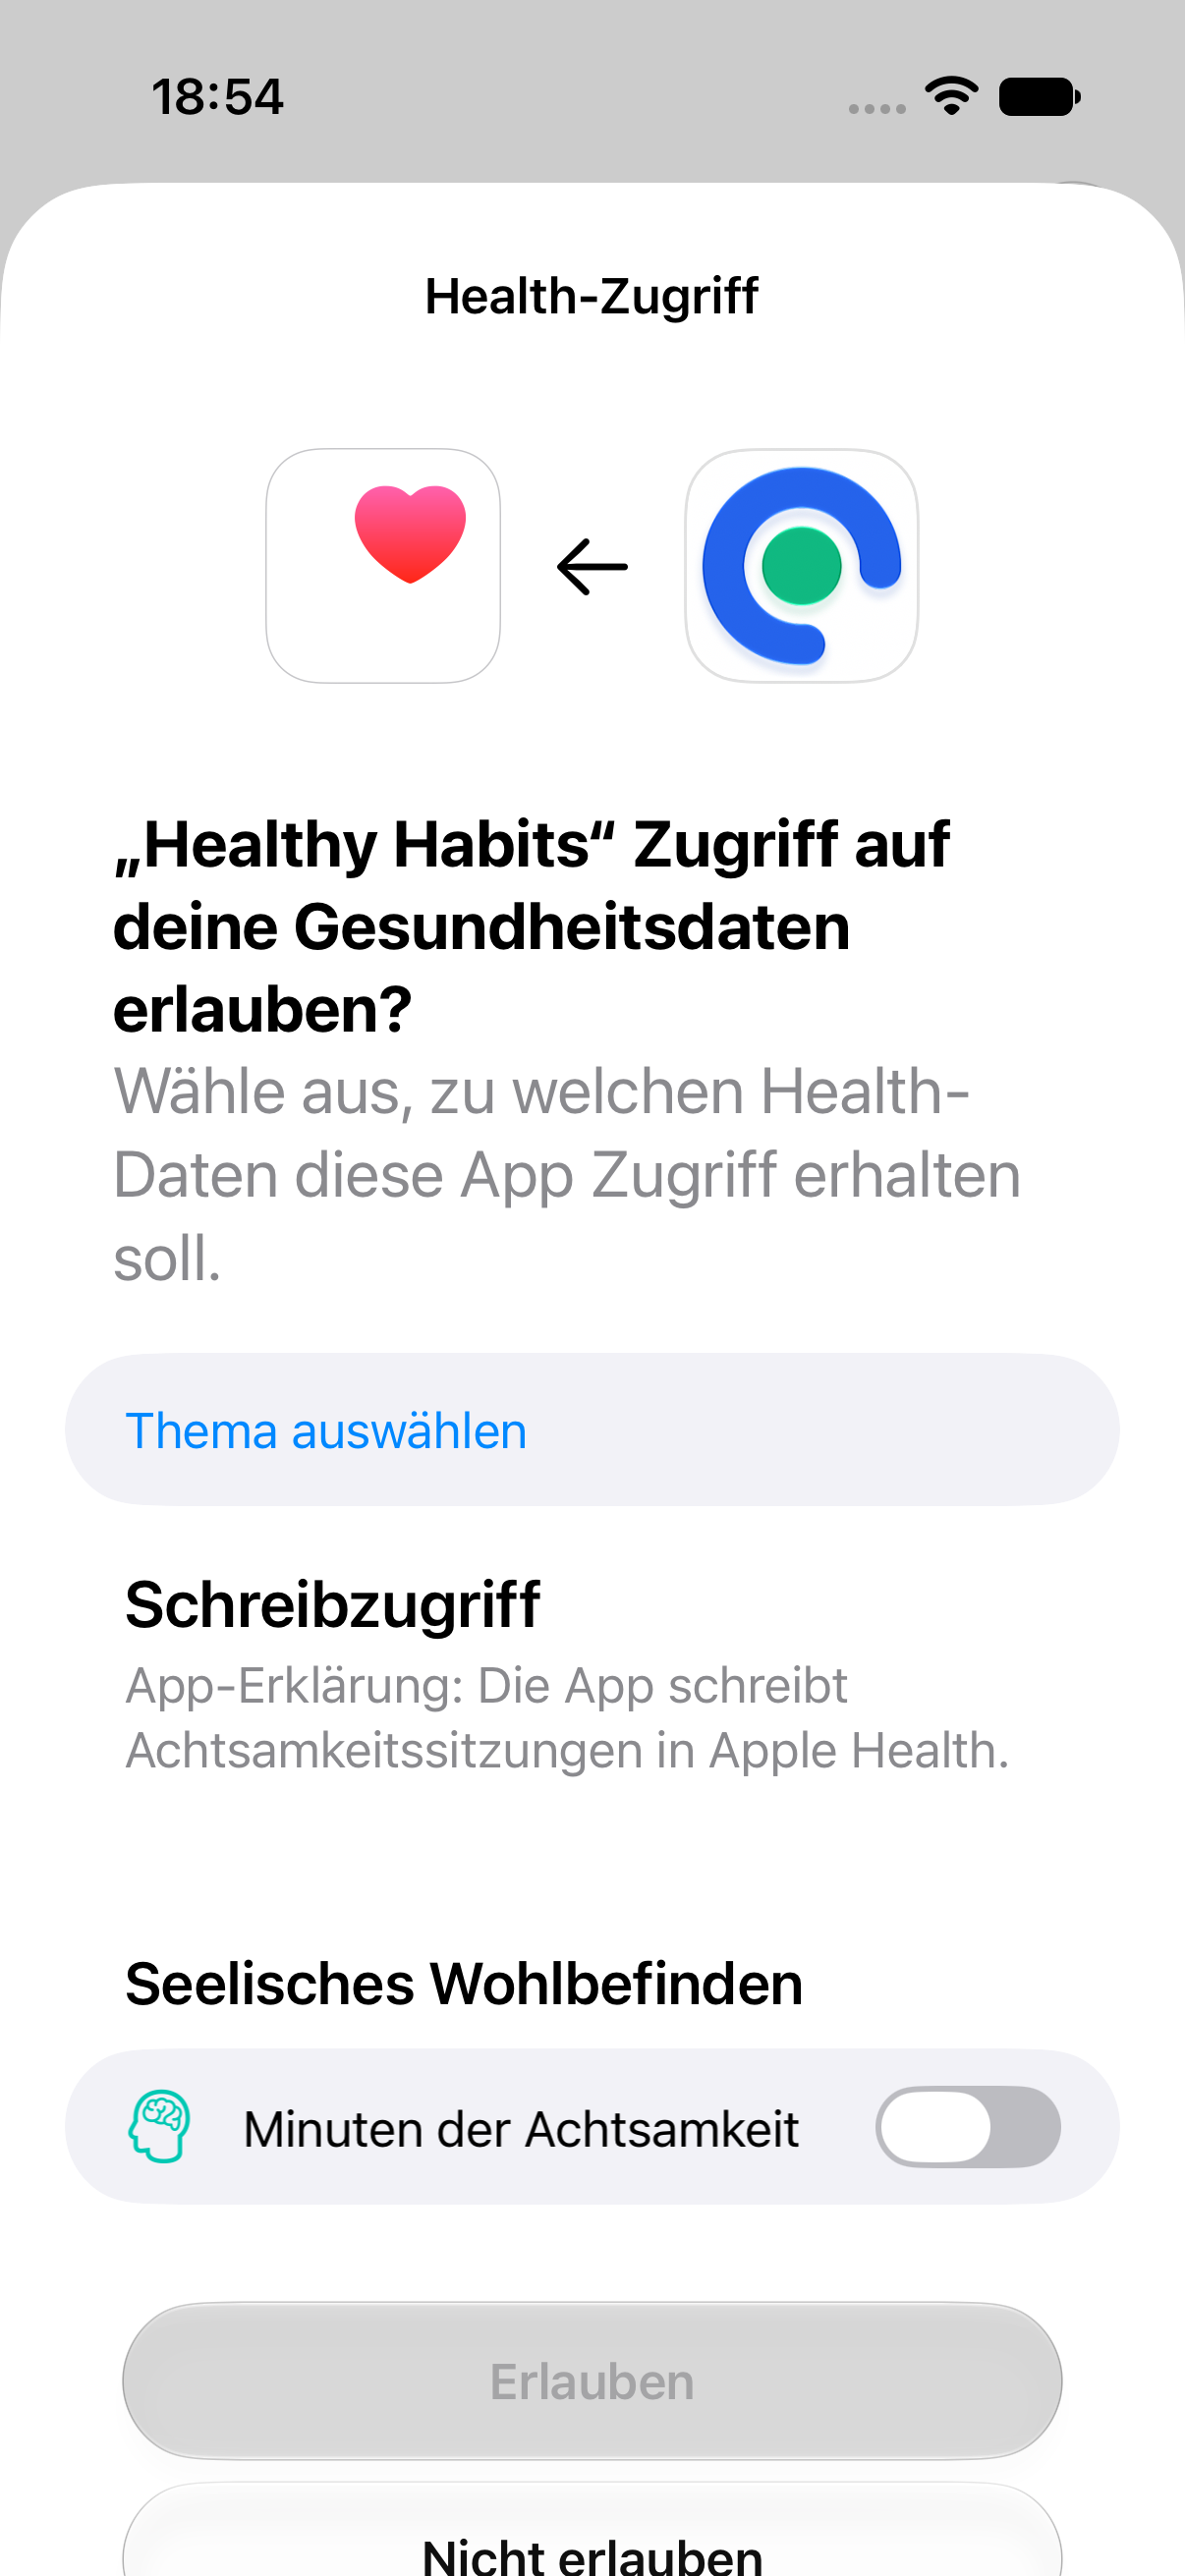 18:54
Health-Zugriff
„Healthy Habits“ Zugriff auf
deine Gesundheitsdaten
erlauben?
Wähle aus, zu welchen Health-
Daten diese App Zugriff erhalten
soll.
Thema auswählen
Schreibzugriff
App-Erklärung: Die App schreibt
Achtsamkeitssitzungen in Apple Health.
Seelisches Wohlbefinden
Minuten der Achtsamkeit
Erlauben
Nicht erlauben